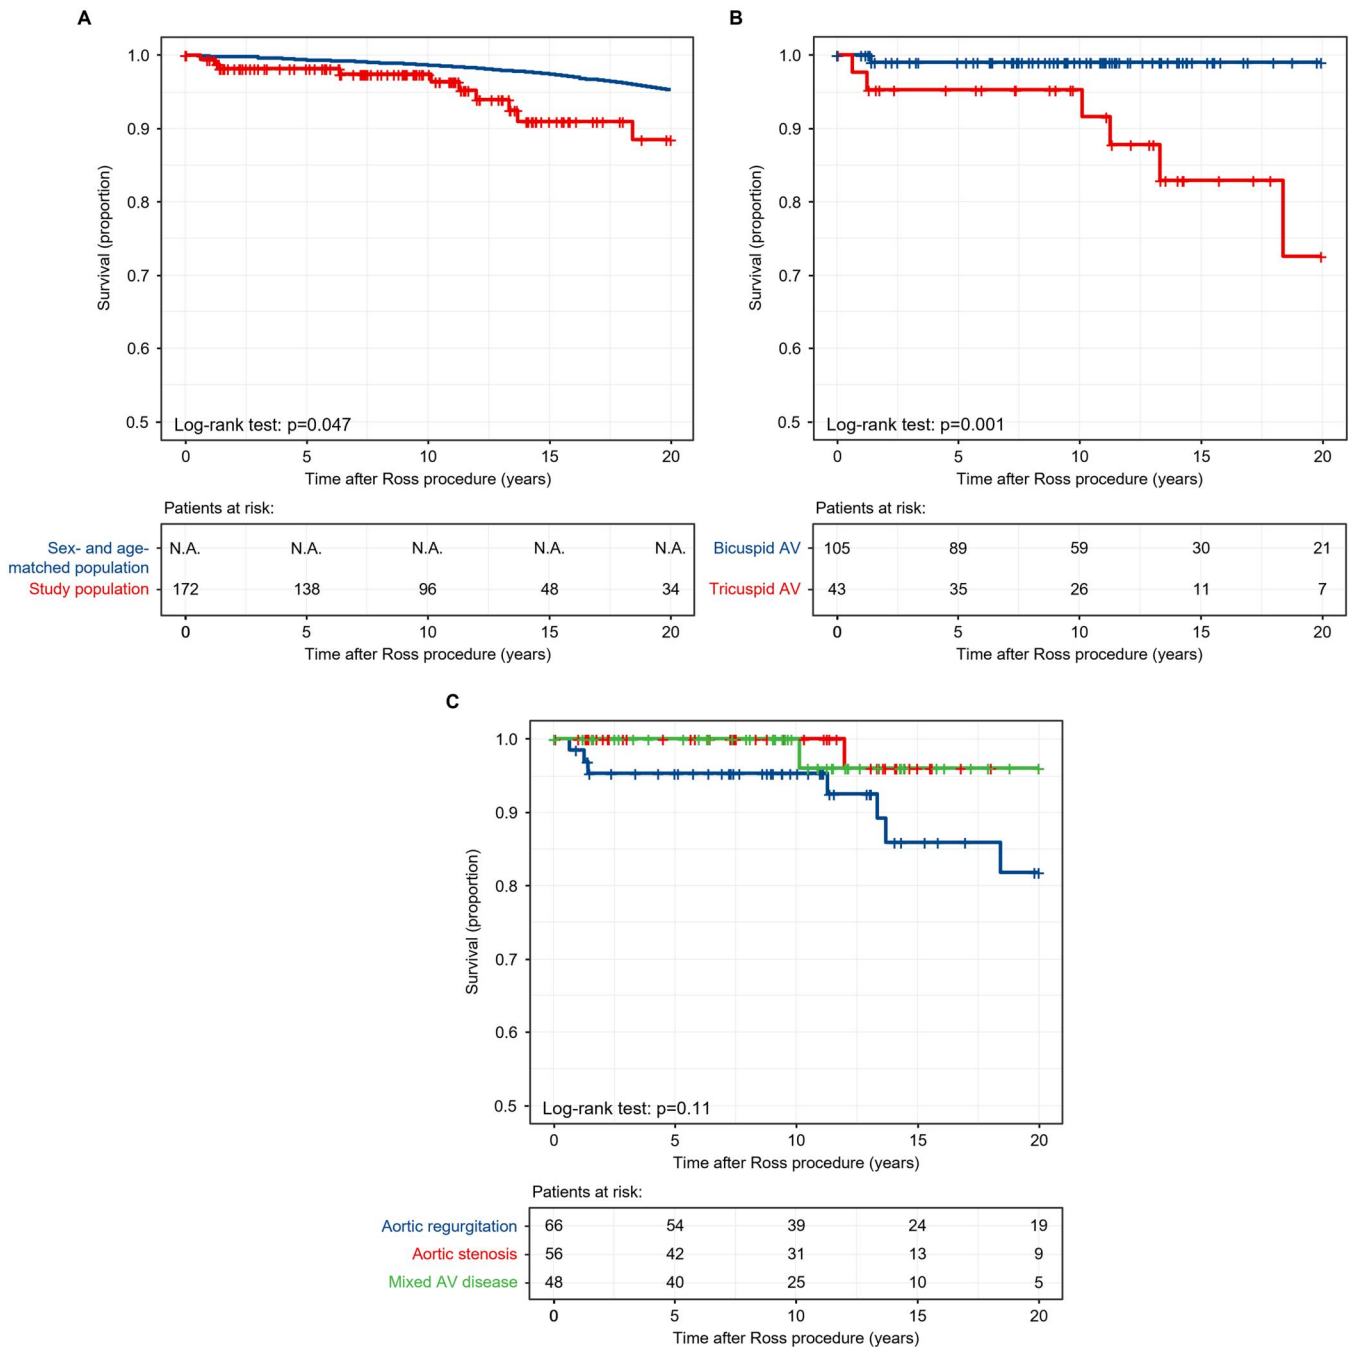 A
1.0
0.9
0.8
0.7
0.6
0.5
Survival (proportion)
Log-rank test: p=0.047
0 5 10 15 20
Time after Ross procedure (years)
Patients at risk:
Sex- and age-
matched population
N.A. N.A. N.A. N.A. N.A.
Study population
172 138 96 48 34
0 5 10 15 20
Time after Ross procedure (years)
B
1.0
0.9
0.8
0.7
0.6
0.5
Survival (proportion)
Log-rank test: p=0.001
0 5 10 15 20
Time after Ross procedure (years)
Patients at risk:
Bicuspid AV 105 89 59 30 21
Tricuspid AV 43 35 26 11 7
0 5 10 15 20
Time after Ross procedure (years)
C
1.0
0.9
0.8
0.7
0.6
0.5
Survival (proportion)
Log-rank test: p=0.11
0 5 10 15 20
Time after Ross procedure (years)
Patients at risk:
Aortic regurgitation 66 54 39 24 19
Aortic stenosis 56 42 31 13 9
Mixed AV disease 48 40 25 10 5
0 5 10 15 20
Time after Ross procedure (years)